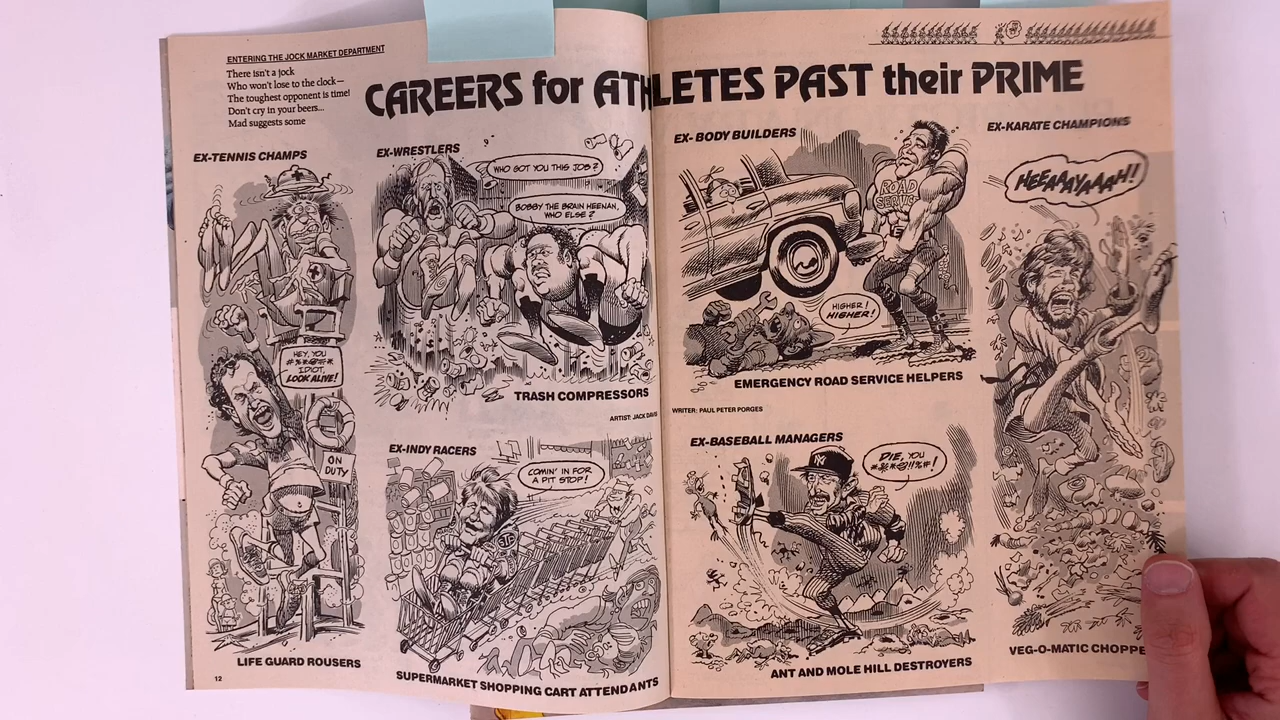 ENTERING THE JOCK MARKET DEPARTMENT
There isn't a jock
Who won't lose to the clock—
The toughest opponent is time!
Don't cry in your beers...
Mad suggests some
CAREERS for ATHLETES PAST their PRIME
EX-TENNIS CHAMPS
HEY, YOU
#%*@!*#
IDIOT,
LOOK ALIVE!
ON
DUTY
LIFE GUARD ROUSERS
EX-WRESTLERS
WHO GOT YOU THIS JOB?
BOBBY THE BRAIN HEENAN,
WHO ELSE?
TRASH COMPRESSORS
ARTIST: JACK DAVIS
EX-INDY RACERS
COMIN' IN FOR
A PIT STOP!
SUPERMARKET SHOPPING CART ATTENDANTS
12
EX-BODY BUILDERS
ROAD
SERVICE
HIGHER!
HIGHER!
EMERGENCY ROAD SERVICE HELPERS
WRITER: PAUL PETER PORGES
EX-BASEBALL MANAGERS
NY
DIE, YOU
#*%*@!!%#!
ANT AND MOLE HILL DESTROYERS
EX-KARATE CHAMPIONS
HEEAAAYAAAH!
VEG-O-MATIC CHOPPE